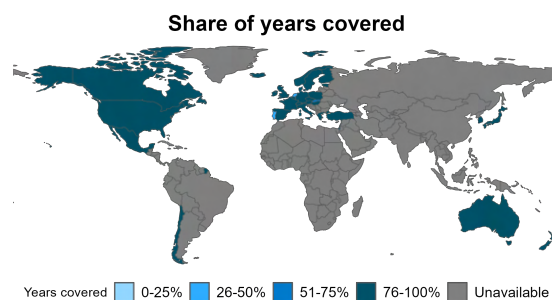 Share of years covered
Years covered 0-25% 26-50% 51-75% 76-100% Unavailable